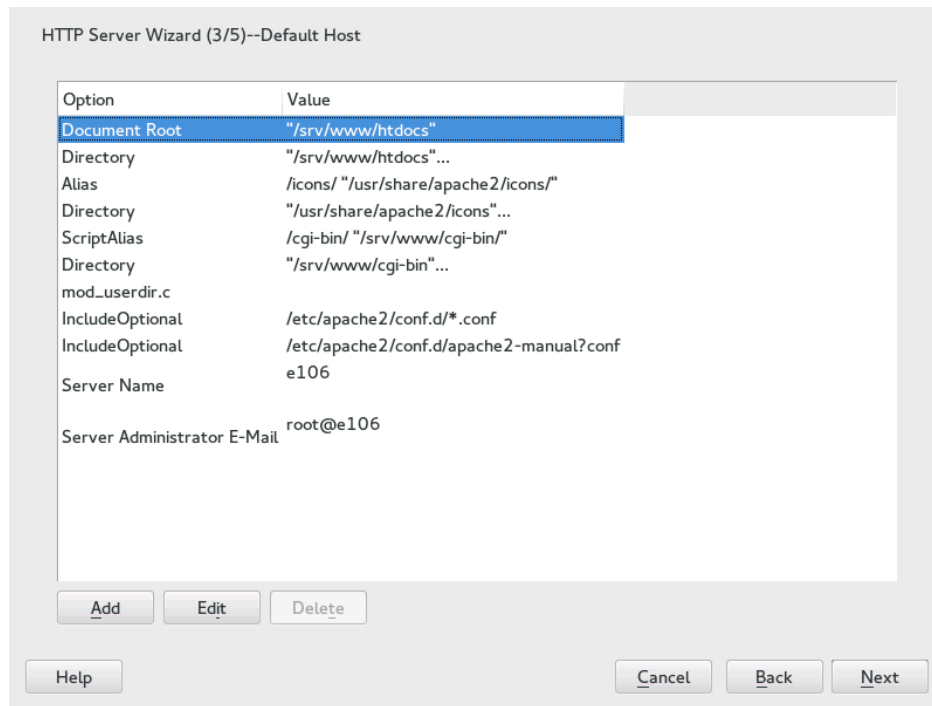 HTTP Server Wizard (3/5)--Default Host
Option Value
Document Root "/srv/www/htdocs"
Directory "/srv/www/htdocs"...
Alias /icons/ "/usr/share/apache2/icons/"
Directory "/usr/share/apache2/icons"...
ScriptAlias /cgi-bin/ "/srv/www/cgi-bin/"
Directory "/srv/www/cgi-bin"...
mod_userdir.c
IncludeOptional /etc/apache2/conf.d/*.conf
IncludeOptional /etc/apache2/conf.d/apache2-manual?conf
Server Name e106
Server Administrator E-Mail root@e106
Add Edit Delete
Help Cancel Back Next